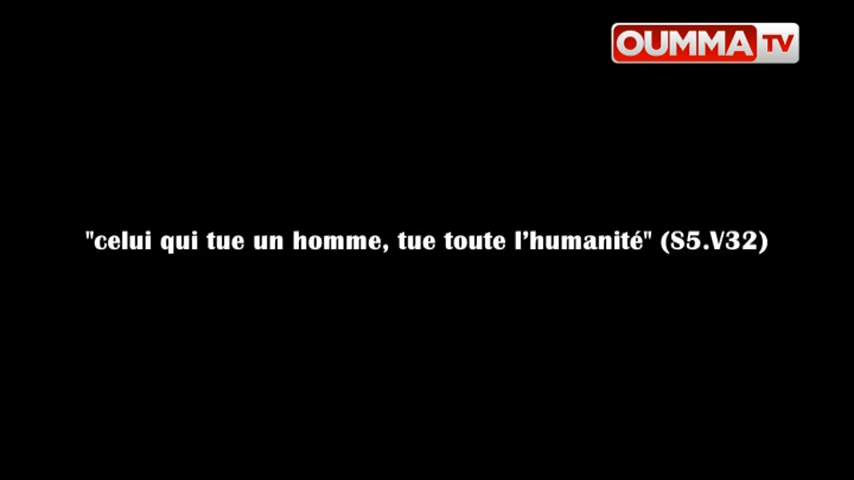 OUMMA TV
"celui qui tue un homme, tue toute l’humanité" (S5.V32)